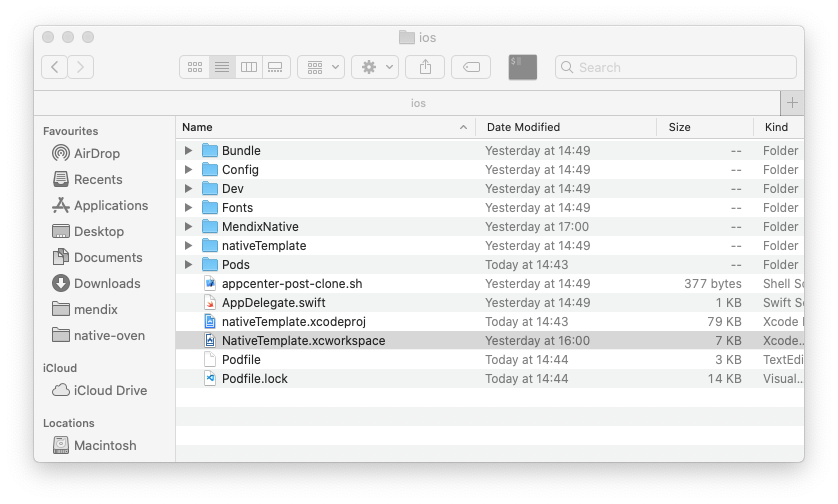 ios
Search
ios
Favourites
AirDrop
Recents
Applications
Desktop
Documents
Downloads
mendix
native-oven
iCloud
iCloud Drive
Locations
Macintosh
Name Date Modified Size Kind
Bundle Yesterday at 14:49 -- Folder
Config Yesterday at 14:49 -- Folder
Dev Yesterday at 14:49 -- Folder
Fonts Yesterday at 14:49 -- Folder
MendixNative Yesterday at 17:00 -- Folder
nativeTemplate Yesterday at 14:49 -- Folder
Pods Today at 14:43 -- Folder
appcenter-post-clone.sh Yesterday at 14:49 377 bytes Shell Sc
AppDelegate.swift Yesterday at 14:49 1 KB Swift Sc
nativeTemplate.xcodeproj Today at 14:43 79 KB Xcode
NativeTemplate.xcworkspace Yesterday at 16:00 7 KB Xcode...
Podfile Today at 14:44 3 KB TextEdi
Podfile.lock Today at 14:44 14 KB Visual...